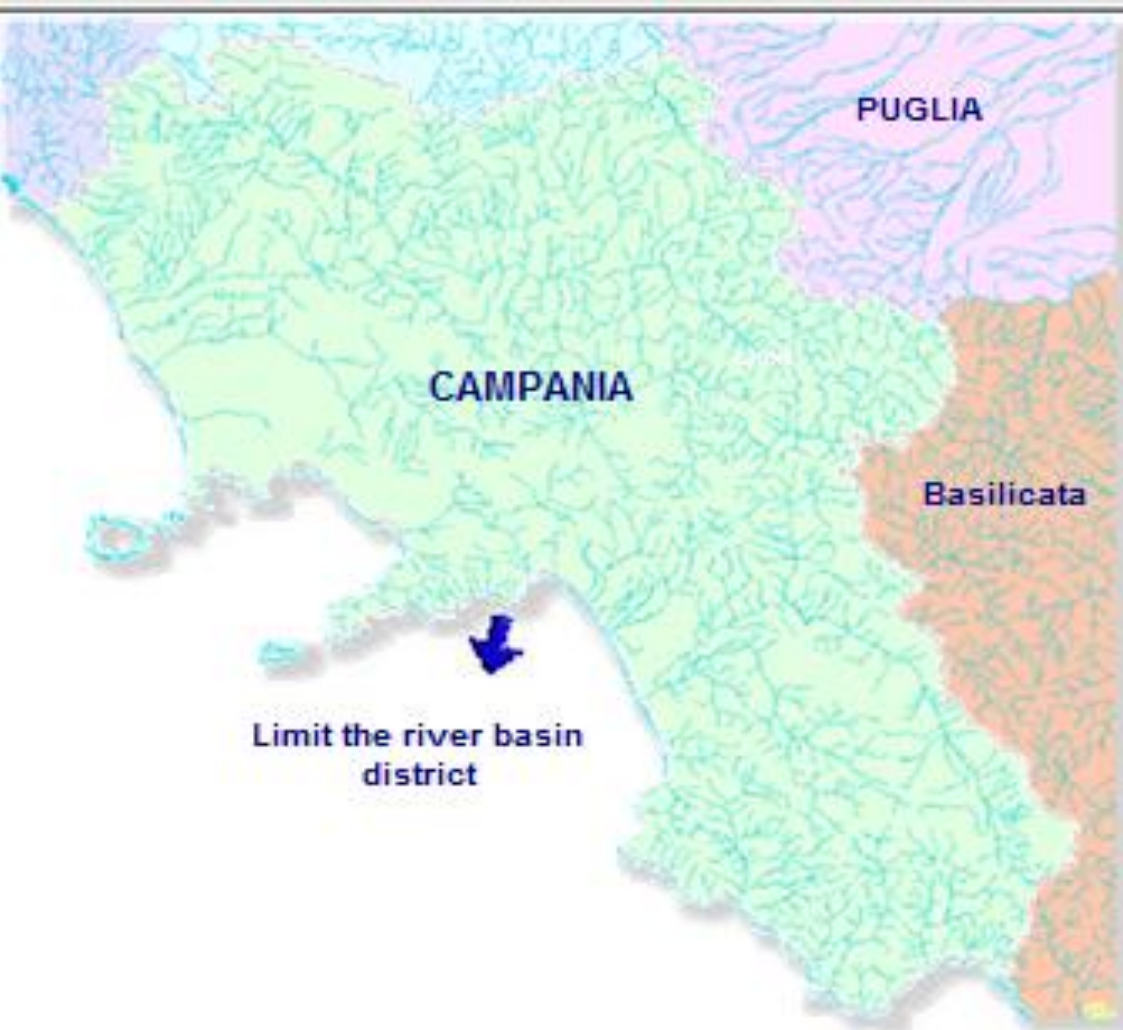 PUGLIA
CAMPANIA
Basilicata
Limit the river basin
district